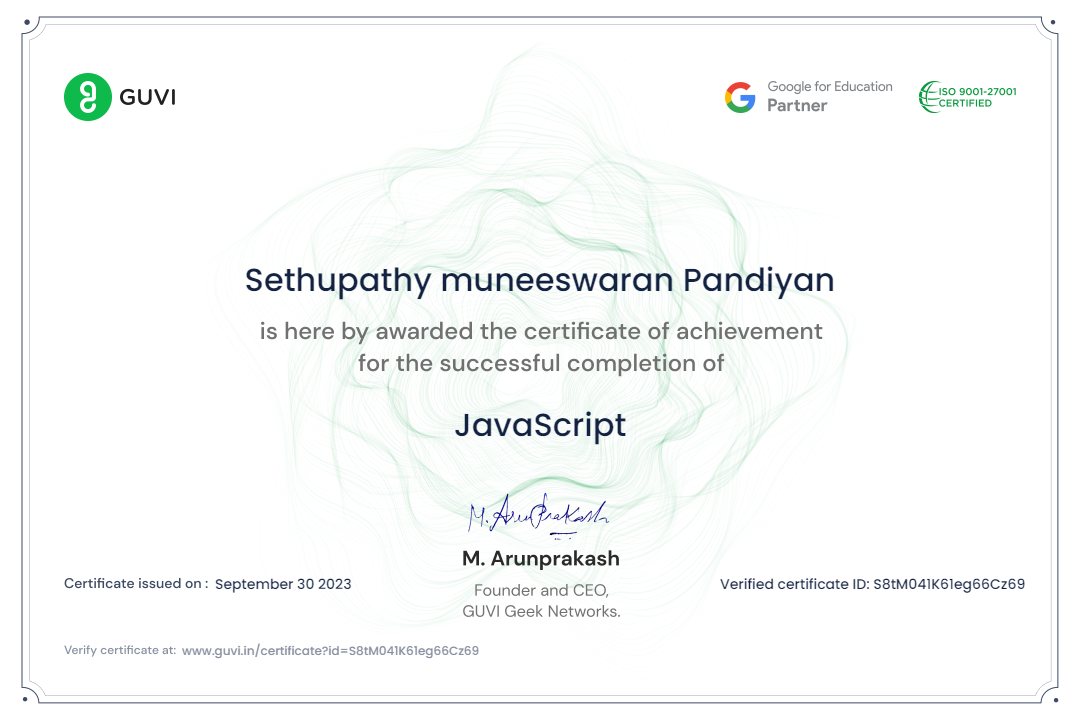 GUVI
Google for Education
Partner
ISO 9001-27001
CERTIFIED
Sethupathy muneeswaran Pandiyan
is here by awarded the certificate of achievement
for the successful completion of
JavaScript
M. Arunprakash
M. Arunprakash
Founder and CEO,
GUVI Geek Networks.
Certificate issued on : September 30 2023
Verified certificate ID: S8tM041K61eg66Cz69
Verify certificate at: www.guvi.in/certificate?id=S8tM041K61eg66Cz69